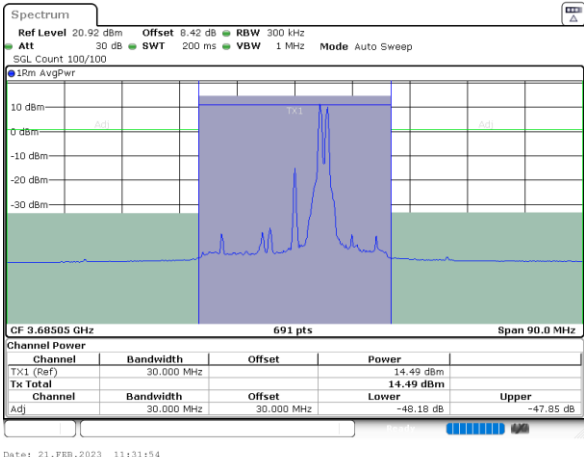 Spectrum
Ref Level 20.92 dBm Offset 8.42 dB RBW 300 kHz
Att 30 dB SWT 200 ms VBW 1 MHz Mode Auto Sweep
SGL Count 100/100
1Rm AvgPwr
10 dBm
TX1
Adj
Adj
0 dBm
-10 dBm
-20 dBm
-30 dBm
CF 3.68505 GHz 691 pts Span 90.0 MHz
Channel Power
Channel Bandwidth Offset Power
TX1 (Ref) 30.000 MHz 14.49 dBm
Tx Total 14.49 dBm
Channel Bandwidth Offset Lower Upper
Adj 30.000 MHz 30.000 MHz -48.18 dB -47.85 dB
Ready
Date: 21.FEB.2023 11:31:54